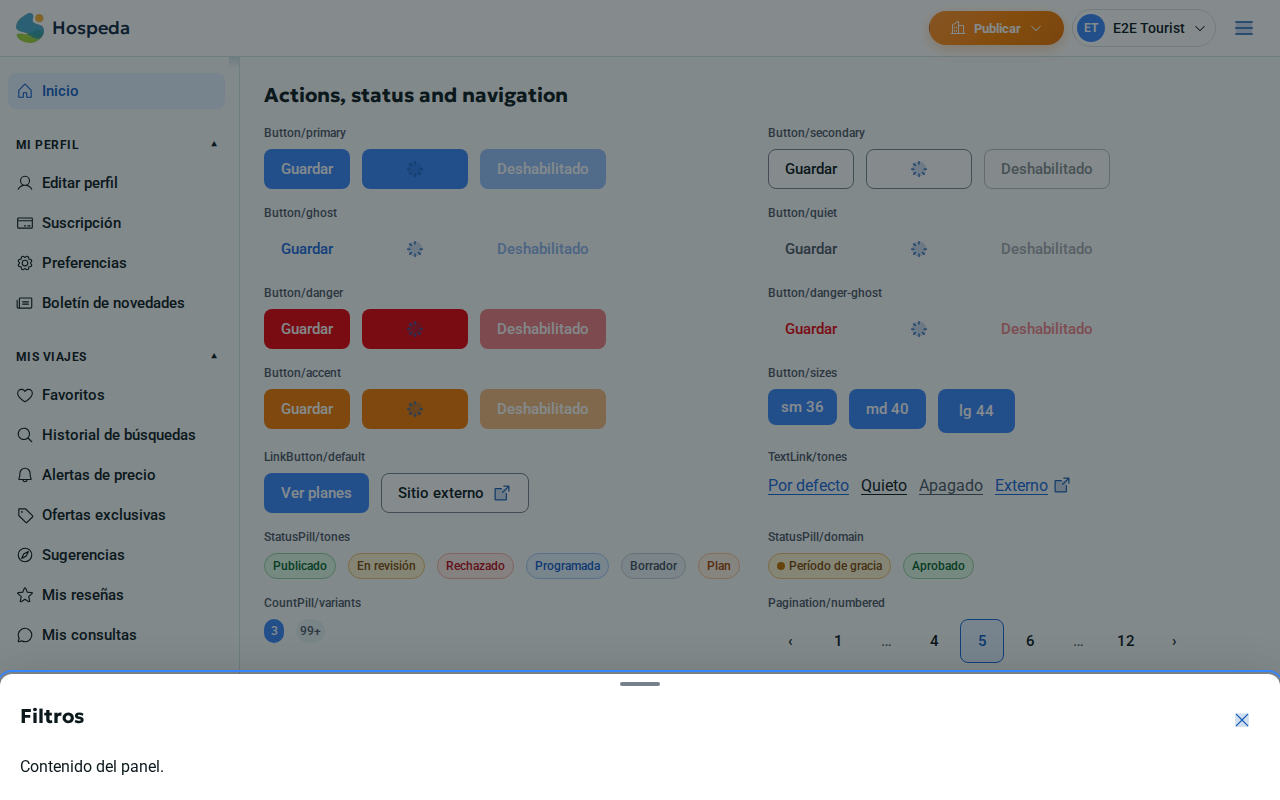 Hospeda
Publicar
ET
E2E Tourist
Inicio
MI PERFIL
Editar perfil
Suscripción
Preferencias
Boletín de novedades
MIS VIAJES
Favoritos
Historial de búsquedas
Alertas de precio
Ofertas exclusivas
Sugerencias
Mis reseñas
Mis consultas
Actions, status and navigation
Button/primary
Guardar
Deshabilitado
Button/secondary
Guardar
Deshabilitado
Button/ghost
Guardar
Deshabilitado
Button/quiet
Guardar
Deshabilitado
Button/danger
Guardar
Deshabilitado
Button/danger-ghost
Guardar
Deshabilitado
Button/accent
Guardar
Deshabilitado
Button/sizes
sm 36
md 40
lg 44
LinkButton/default
Ver planes
Sitio externo
TextLink/tones
Por defecto
Quieto
Apagado
Externo
StatusPill/tones
Publicado
En revisión
Rechazado
Programada
Borrador
Plan
StatusPill/domain
Período de gracia
Aprobado
CountPill/variants
3
99+
Pagination/numbered
‹ 1 … 4 5 6 … 12 ›
Filtros
Contenido del panel.